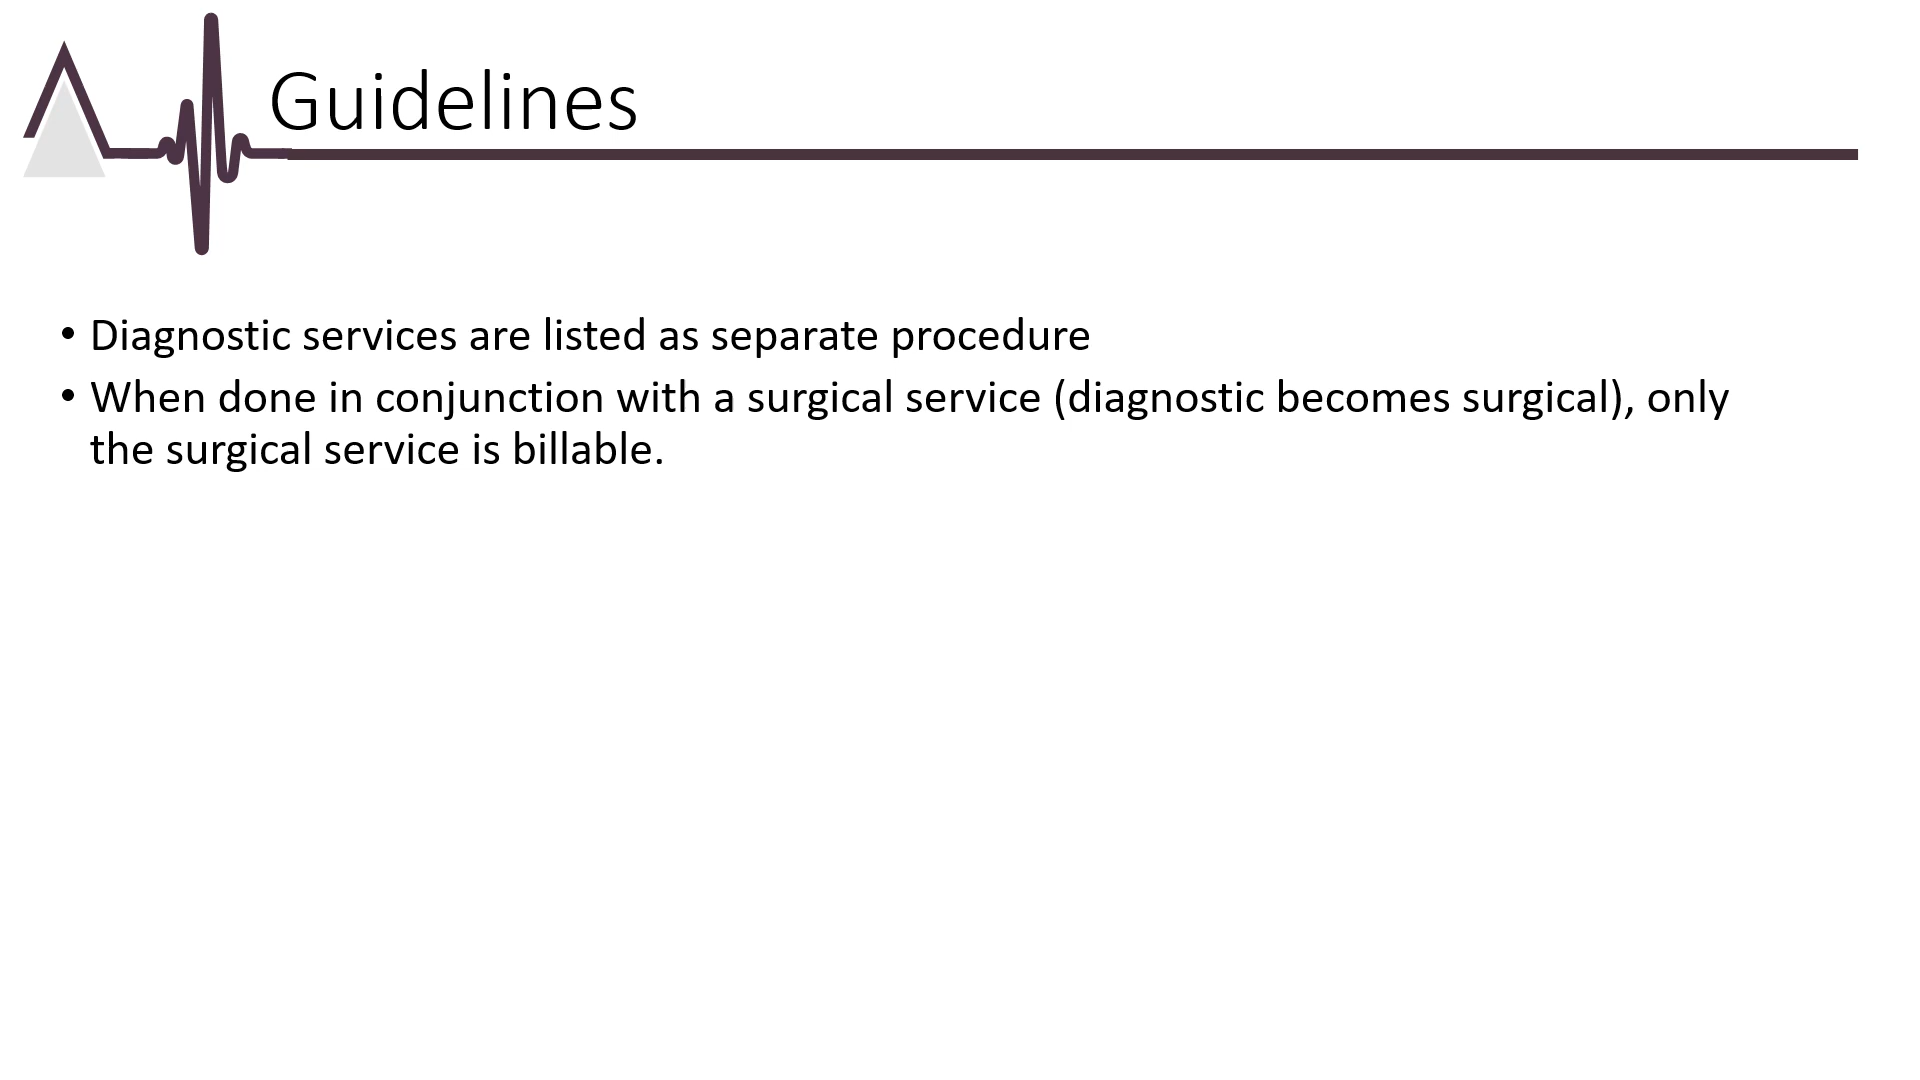 Guidelines
• Diagnostic services are listed as separate procedure
• When done in conjunction with a surgical service (diagnostic becomes surgical), only
the surgical service is billable.